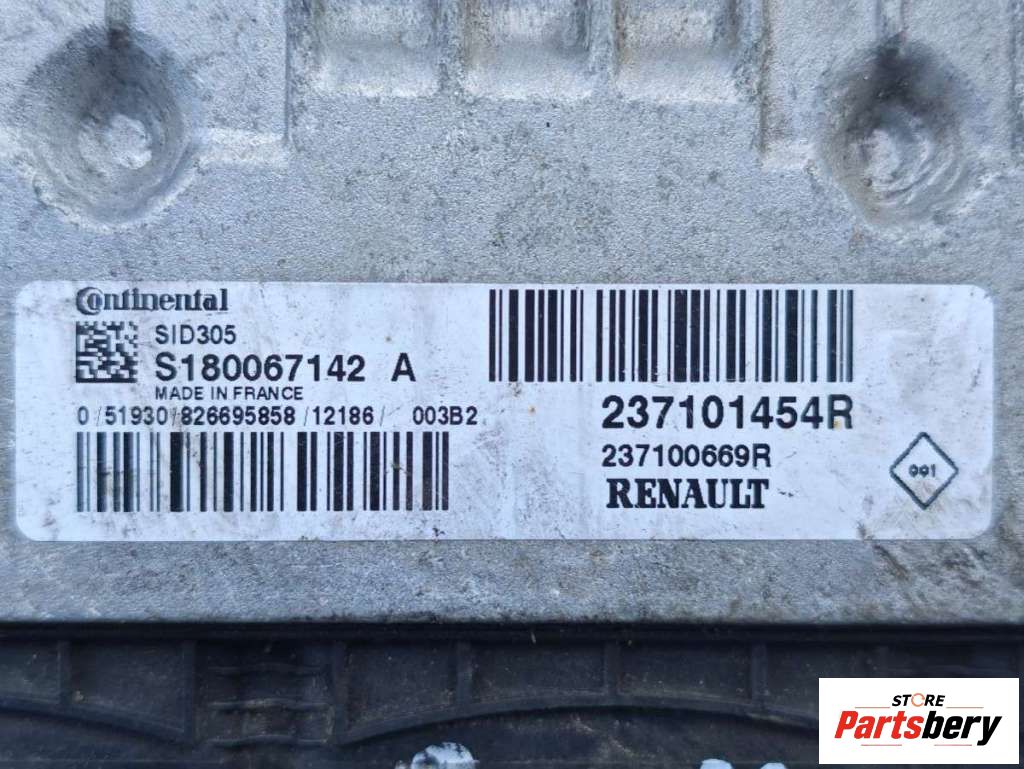 Continental
SID305
S180067142 A
MADE IN FRANCE
0/51930/826695858/12186/ 003B2
237101454R
237100669R
RENAULT
001
STORE
Partsbery